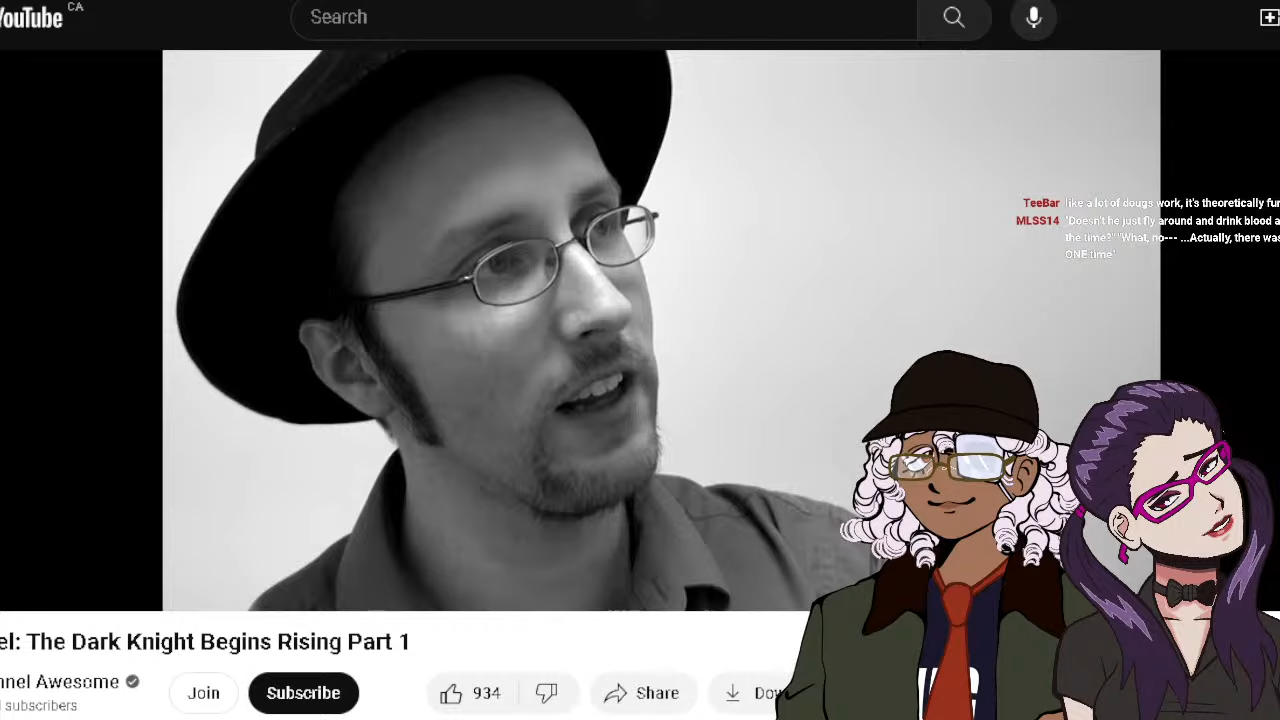 YouTube CA
Search
TeeBar like a lot of dougs work, it's theoretically fun
MLSS14 'Doesn't he just fly around and drink blood a
the time?' "What, no--- ...Actually, there was
ONE time'
el: The Dark Knight Begins Rising Part 1
nnel Awesome
Join
Subscribe
934
Share
Dow
subscribers